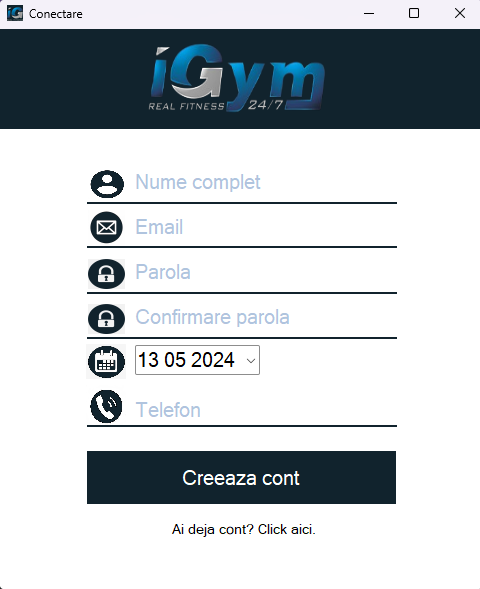 Conectare
iGym
REAL FITNESS 24/7
Nume complet
Email
Parola
Confirmare parola
13 05 2024
Telefon
Creeaza cont
Ai deja cont? Click aici.